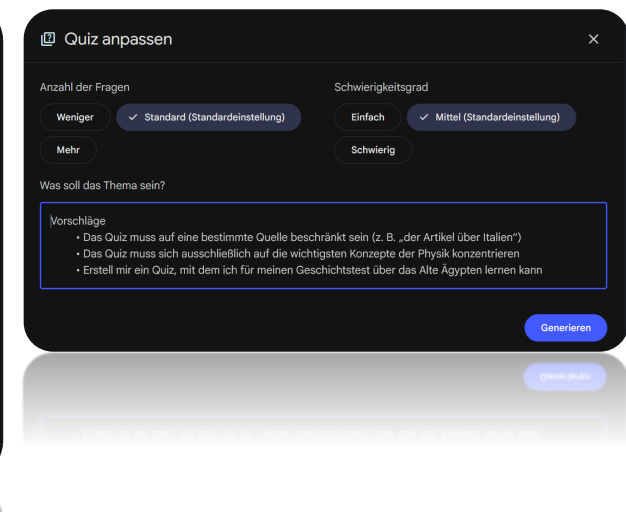 Quiz anpassen
Anzahl der Fragen
Weniger
Standard (Standardeinstellung)
Mehr
Schwierigkeitsgrad
Einfach
Mittel (Standardeinstellung)
Schwierig
Was soll das Thema sein?
Vorschläge
• Das Quiz muss auf eine bestimmte Quelle beschränkt sein (z. B. „der Artikel über Italien“)
• Das Quiz muss sich ausschließlich auf die wichtigsten Konzepte der Physik konzentrieren
• Erstell mir ein Quiz, mit dem ich für meinen Geschichtstest über das Alte Ägypten lernen kann
Generieren